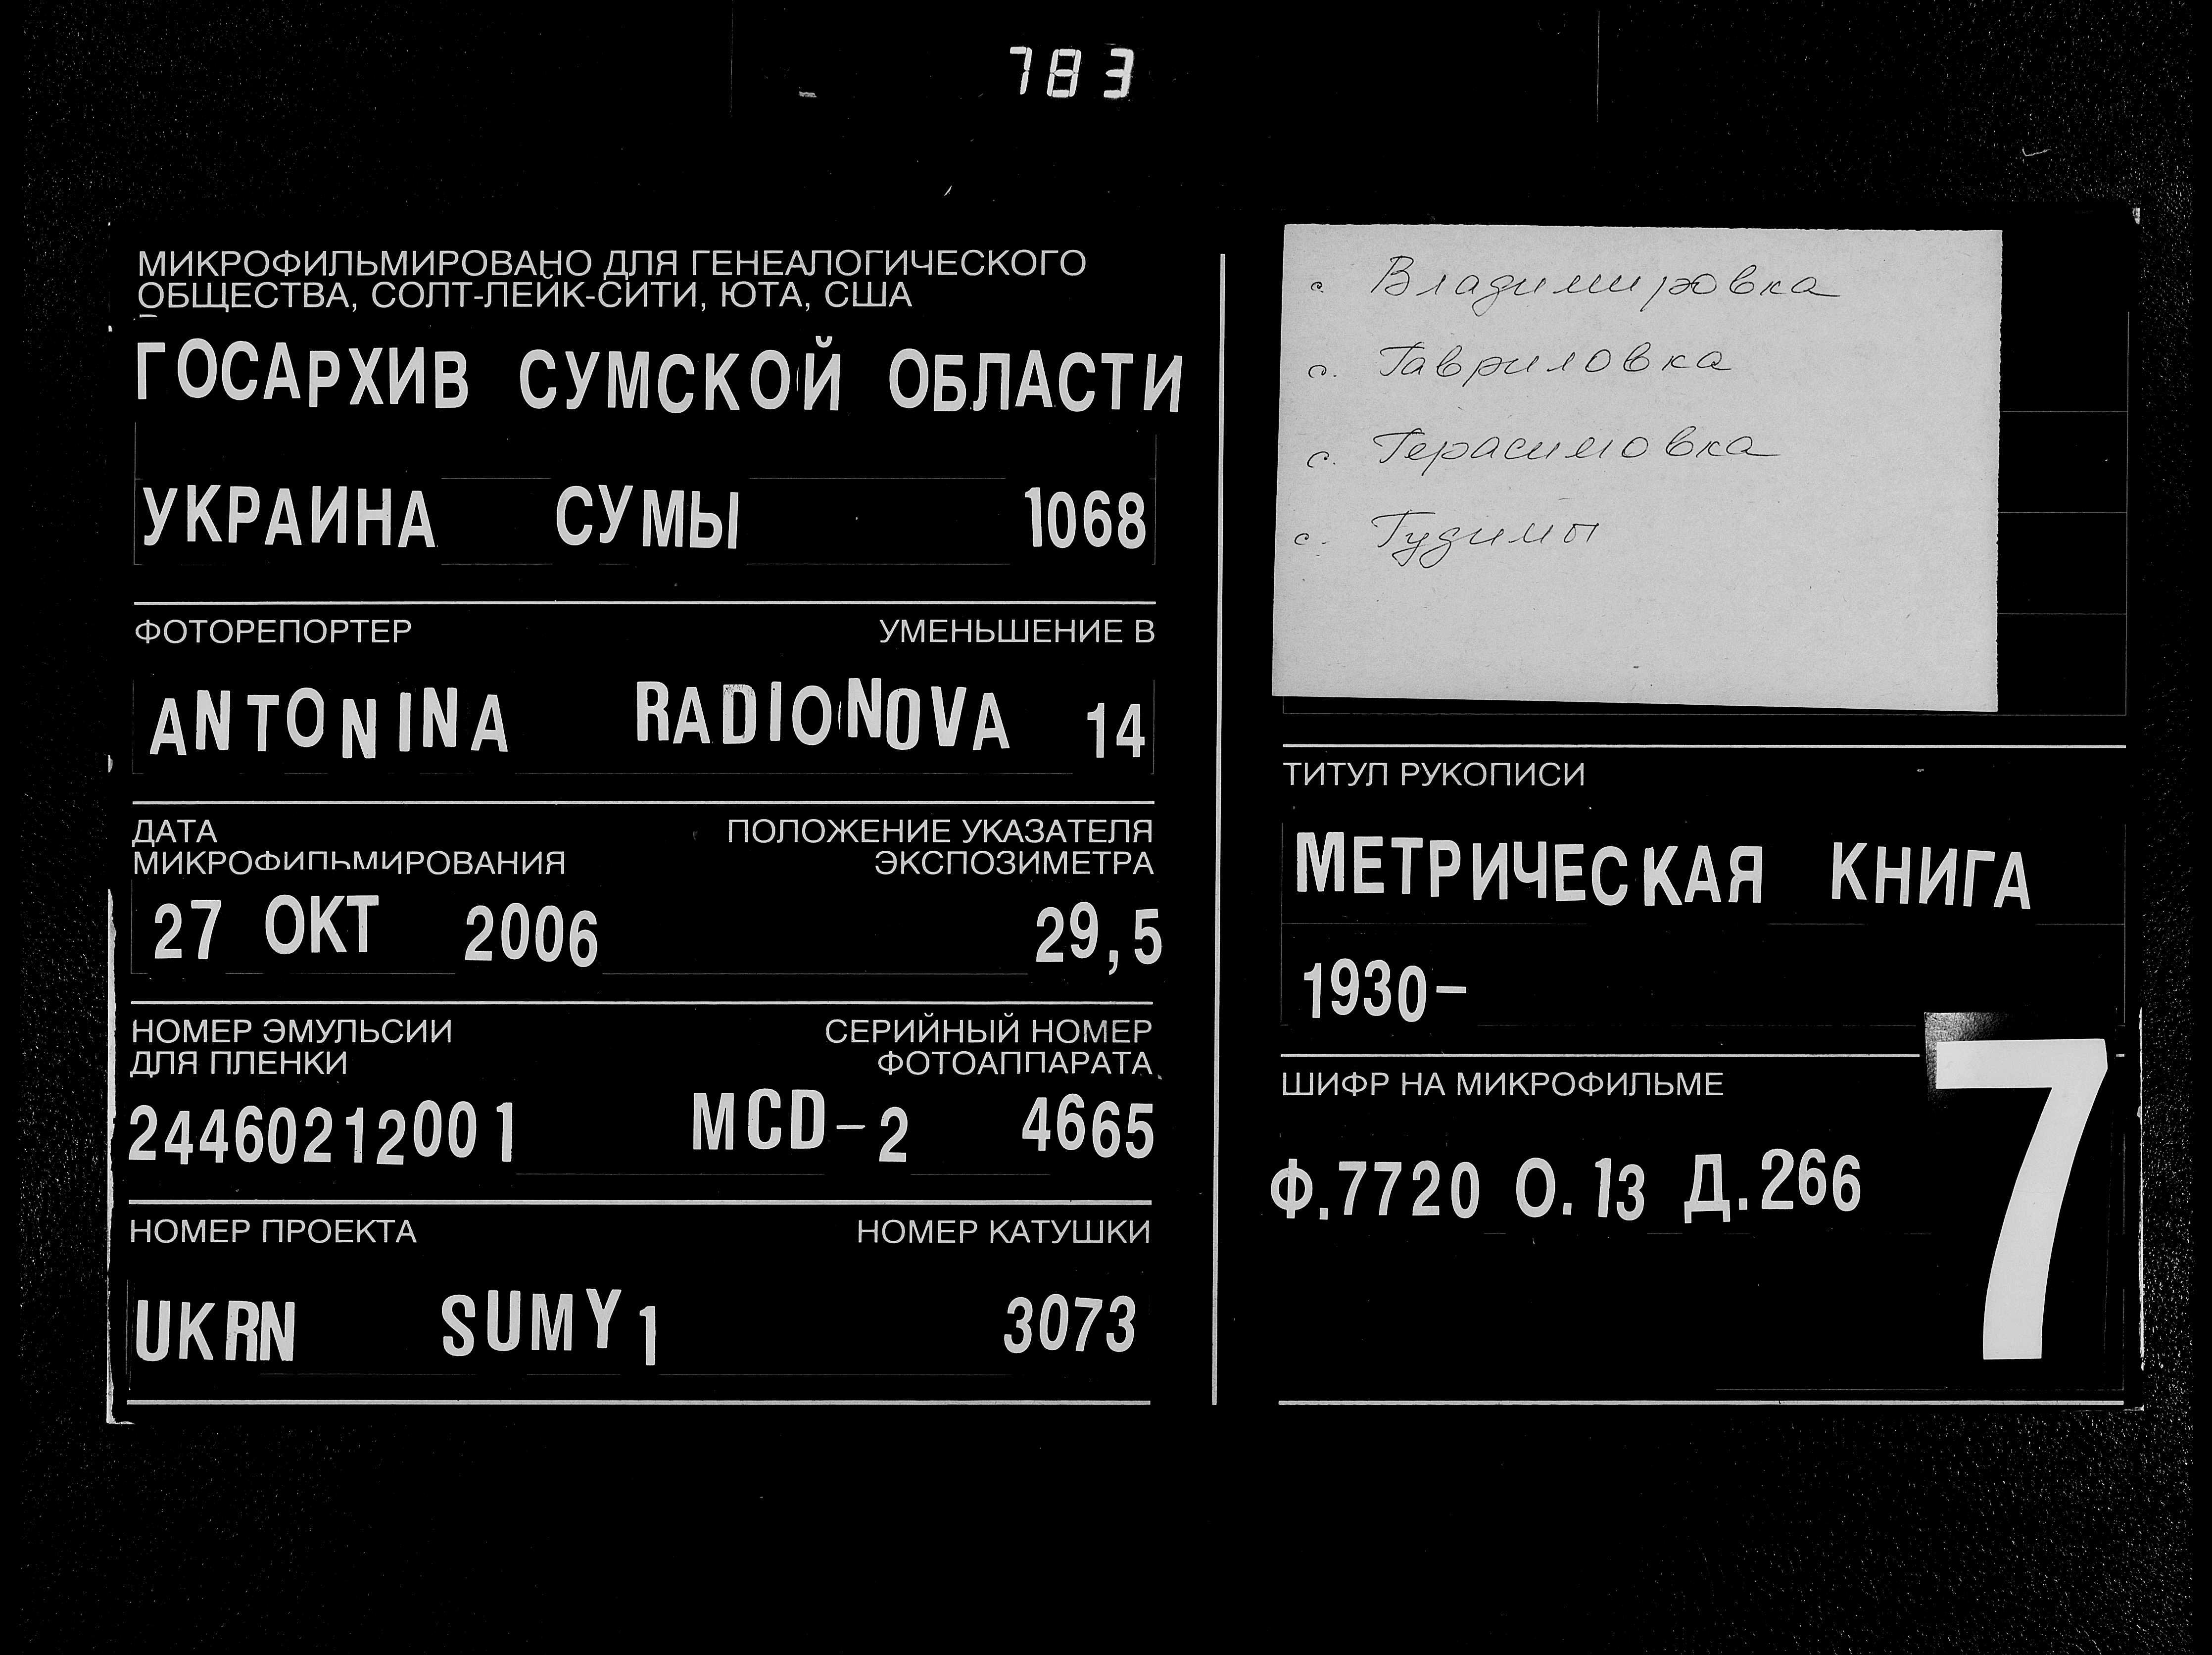 783
МИКРОФИЛЬМИРОВАНО ДЛЯ ГЕНЕАЛОГИЧЕСКОГО
ОБЩЕСТВА, СОЛТ-ЛЕЙК-СИТИ, ЮТА, США
ГОСАРХИВ СУМСКОЙ ОБЛАСТИ
УКРАИНА СУМЫ 1068
ФОТОРЕПОРТЕР УМЕНЬШЕНИЕ В
ANTONINA RADIONOVA 14
ДАТА ПОЛОЖЕНИЕ УКАЗАТЕЛЯ
МИКРОФИЛЬМИРОВАНИЯ ЭКСПОЗИМЕТРА
27 ОКТ 2006 29,5
НОМЕР ЭМУЛЬСИИ СЕРИЙНЫЙ НОМЕР
ДЛЯ ПЛЕНКИ ФОТОАППАРАТА
24460212001 MCD-2 4665
НОМЕР ПРОЕКТА НОМЕР КАТУШКИ
UKRN SUMY1 3073
с. Владимировка
с. Гавриловка
с. Герасимовка
с. Гудимы
ТИТУЛ РУКОПИСИ
МЕТРИЧЕСКАЯ КНИГА
1930-
ШИФР НА МИКРОФИЛЬМЕ
Ф.7720 О.13 Д.266
7